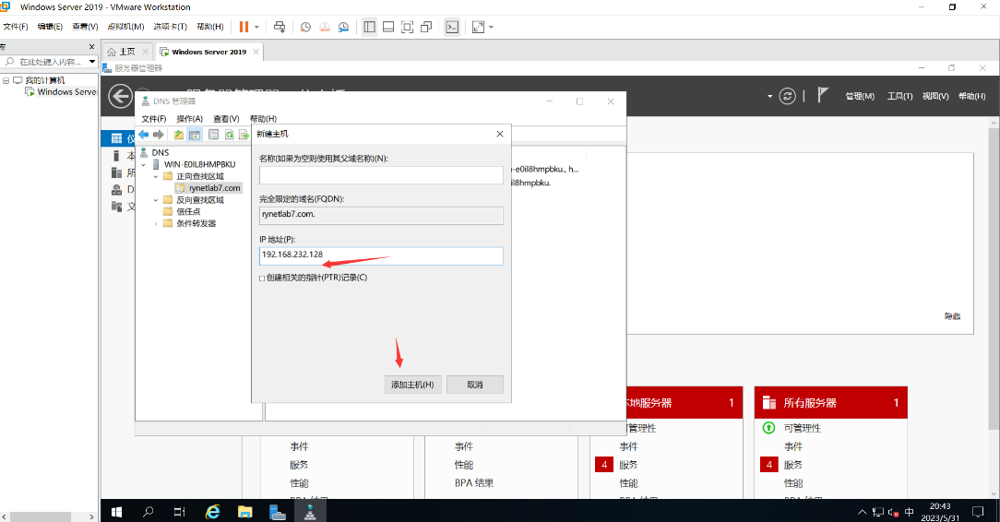 Windows Server 2019 - VMware Workstation
文件(F) 编辑(E) 查看(V) 虚拟机(M) 选项卡(T) 帮助(H)
库
在此处键入内容...
主页
Windows Server 2019
我的计算机
Windows Server
服务器管理器
管理(M) 工具(T) 视图(V) 帮助(H)
DNS 管理器
文件(F) 操作(A) 查看(V) 帮助(H)
DNS
WIN-E0IL8HMPBKU
正向查找区域
rynetlab7.com
反向查找区域
信任点
条件转发器
新建主机
名称(如果为空则使用其父域名称)(N):
完全限定的域名(FQDN):
rynetlab7.com.
IP 地址(P):
192.168.232.128
创建相关的指针(PTR)记录(C)
添加主机(H) 取消
-e0il8hmpbku., h...
il8hmpbku.
隐藏
本地服务器 1
所有服务器 1
可管理性
可管理性
事件
事件
事件
事件
服务
服务
4 服务
4 服务
性能
性能
性能
性能
BPA 结果
BPA 结果
BPA 结果
BPA 结果
中
20:43
2023/5/31